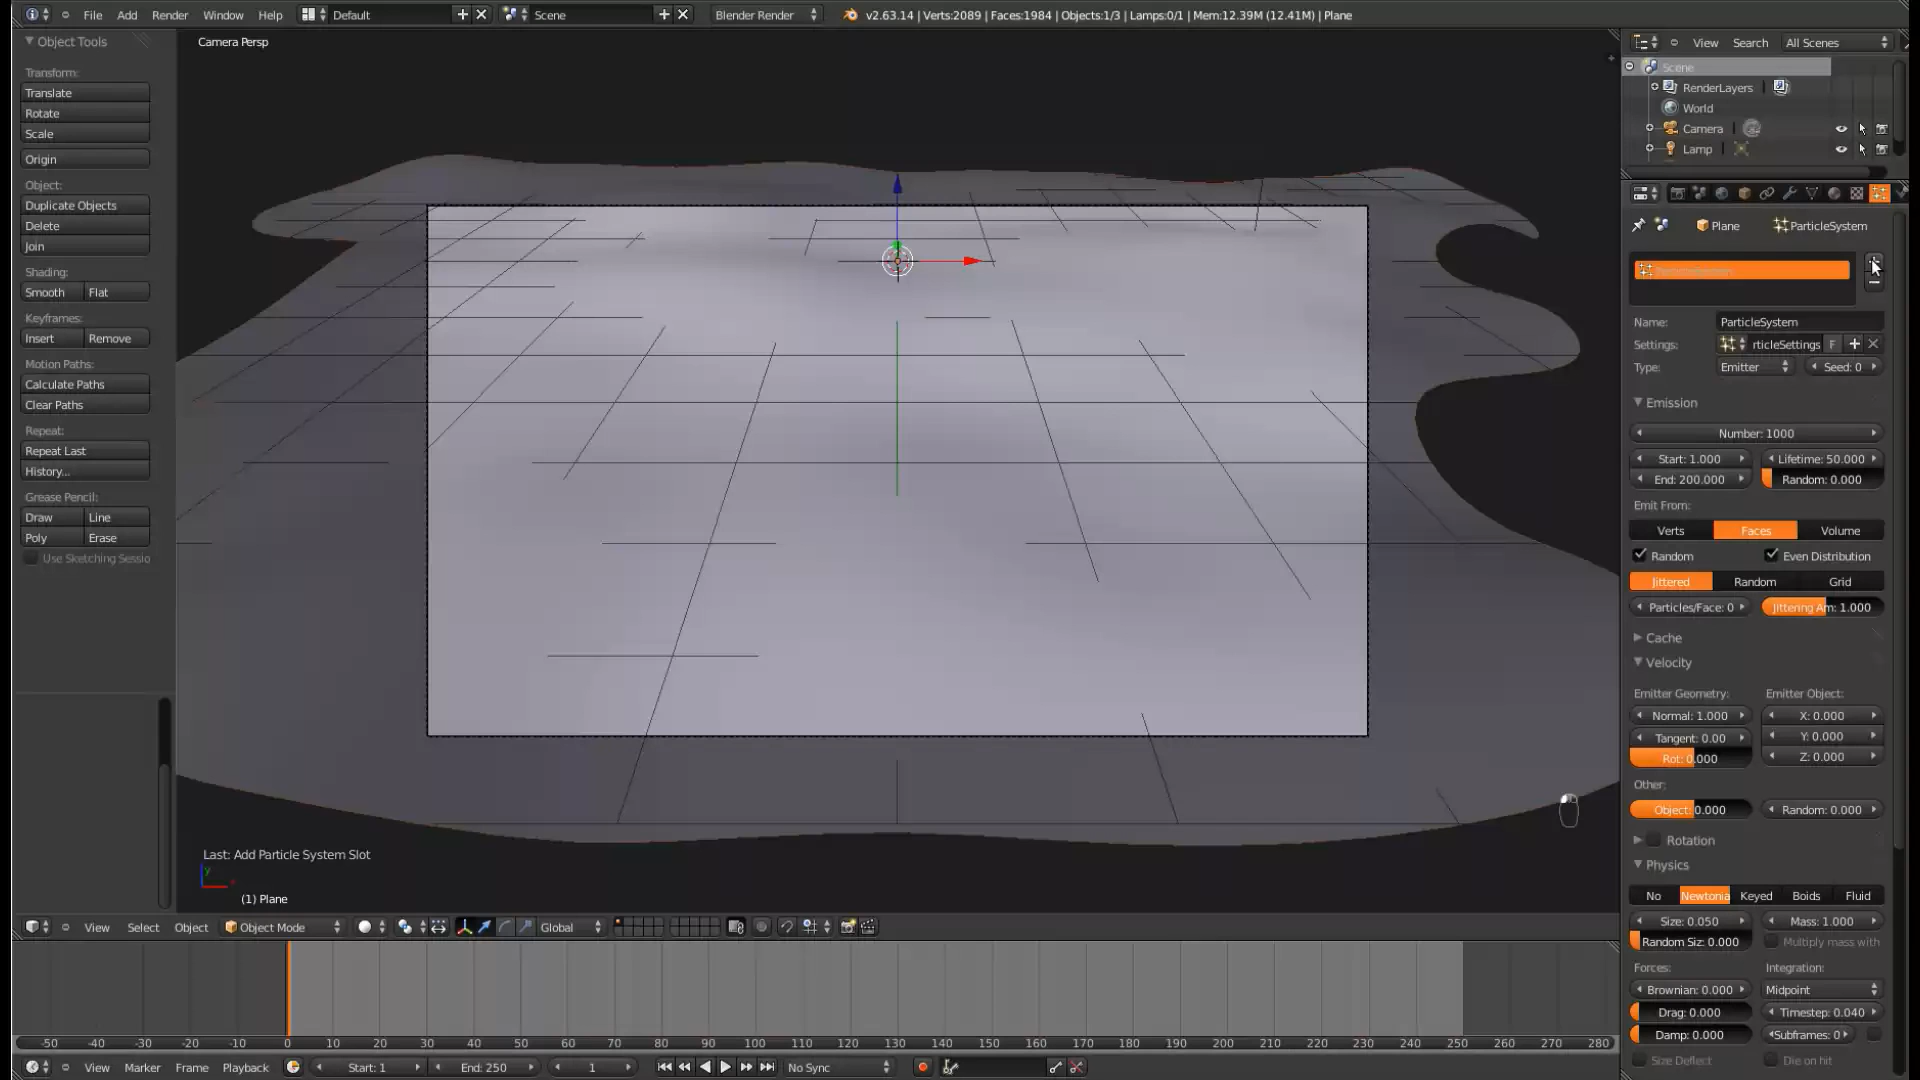 File Add Render Window Help Default Scene Blender Render v2.63.14 | Verts:2089 | Faces:1984 | Objects:1/3 | Lamps:0/1 | Mem:12.39M (12.41M) | Plane
Object Tools
Transform:
Translate
Rotate
Scale
Origin
Object:
Duplicate Objects
Delete
Join
Shading:
Smooth Flat
Keyframes:
Insert Remove
Motion Paths:
Calculate Paths
Clear Paths
Repeat:
Repeat Last
History...
Grease Pencil:
Draw Line
Poly Erase
Use Sketching Sessio
Camera Persp
Last: Add Particle System Slot
y
(1) Plane
View Select Object Object Mode Global
-50 -40 -30 -20 -10 0 10 20 30 40 50 60 70 80 90 100 110 120 130 140 150 160 170 180 190 200 210 220 230 240 250 260 270 280
View Marker Frame Playback Start: 1 End: 250 1 No Sync
View Search All Scenes
Scene
RenderLayers
World
Camera
Lamp
Plane ParticleSystem
Name: ParticleSystem
Settings: rticleSettings F
Type: Emitter Seed: 0
Emission
Number: 1000
Start: 1.000 Lifetime: 50.000
End: 200.000 Random: 0.000
Emit From:
Verts Faces Volume
Random Even Distribution
Jittered Random Grid
Particles/Face: 0 Jittering Am: 1.000
Cache
Velocity
Emitter Geometry: Emitter Object:
Normal: 1.000 X: 0.000
Tangent: 0.00 Y: 0.000
Rot: 0.000 Z: 0.000
Other:
Object: 0.000 Random: 0.000
Rotation
Physics
No Newtonia Keyed Boids Fluid
Size: 0.050 Mass: 1.000
Random Siz: 0.000 Multiply mass with
Forces: Integration:
Brownian: 0.000 Midpoint
Drag: 0.000 Timestep: 0.040
Damp: 0.000 Subframes: 0
Size Deflect Die on hit